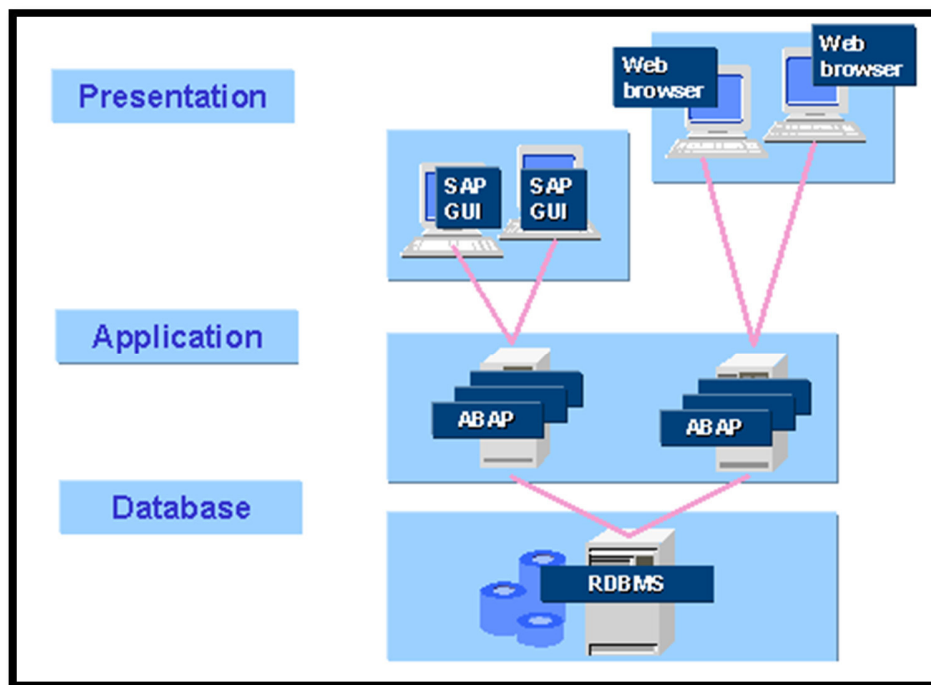 Presentation
Web
browser
Web
browser
SAP
GUI
SAP
GUI
Application
ABAP
ABAP
Database
RDBMS